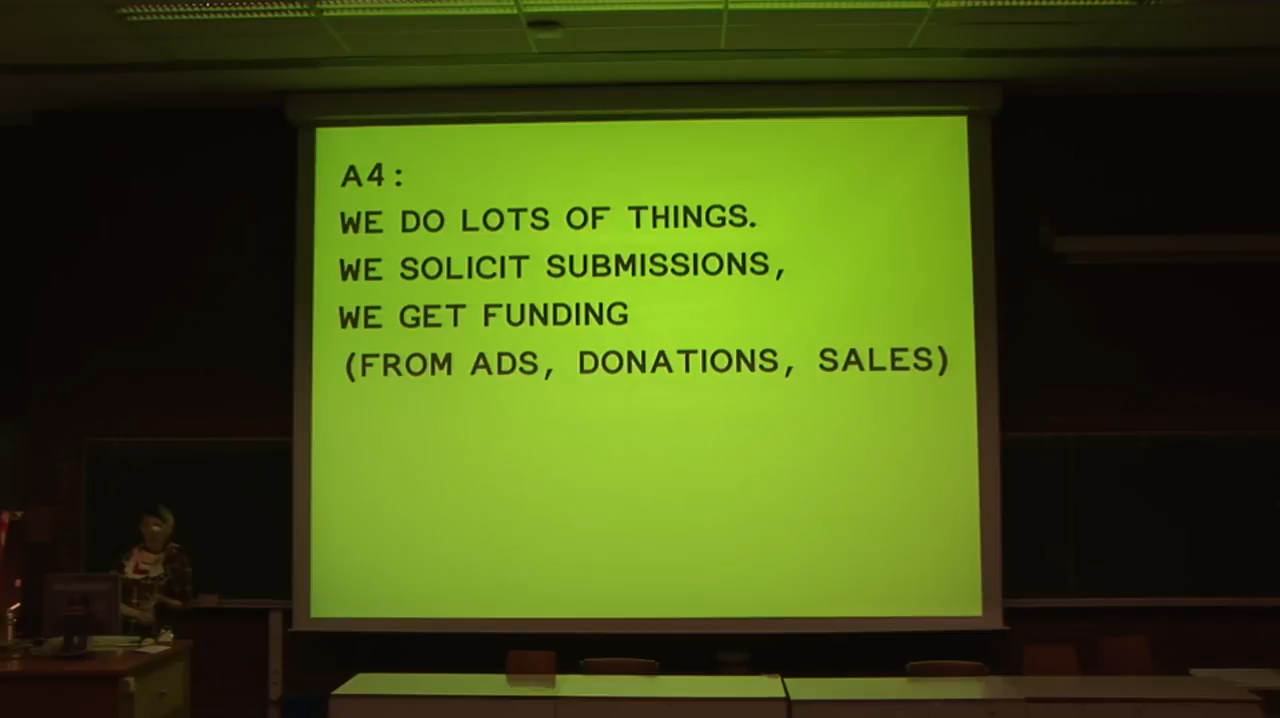 A4:
WE DO LOTS OF THINGS.
WE SOLICIT SUBMISSIONS,
WE GET FUNDING
(FROM ADS, DONATIONS, SALES)